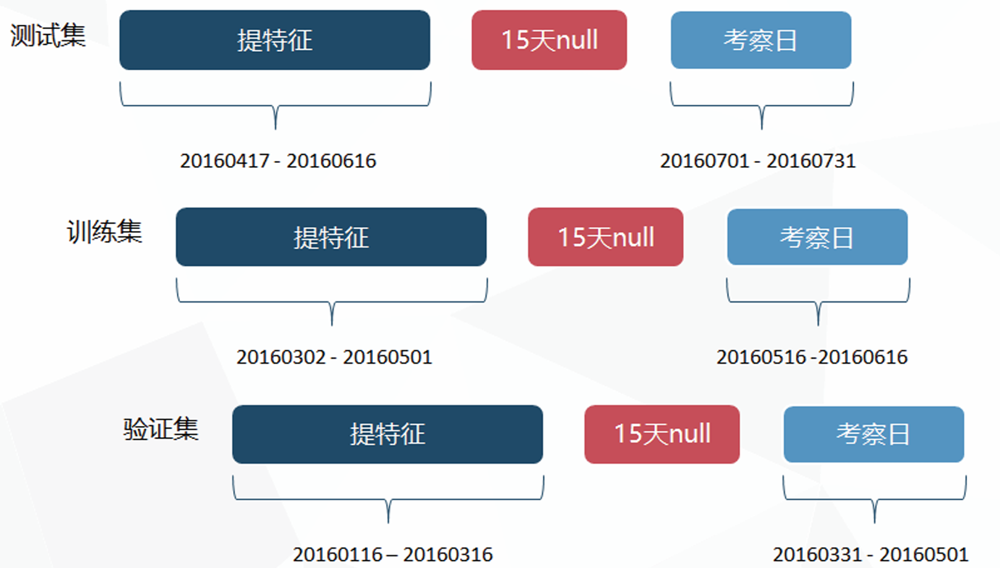 测试集
提特征
15天null
考察日
20160417 - 20160616
20160701 - 20160731
训练集
提特征
15天null
考察日
20160302 - 20160501
20160516 -20160616
验证集
提特征
15天null
考察日
20160116 – 20160316
20160331 - 20160501